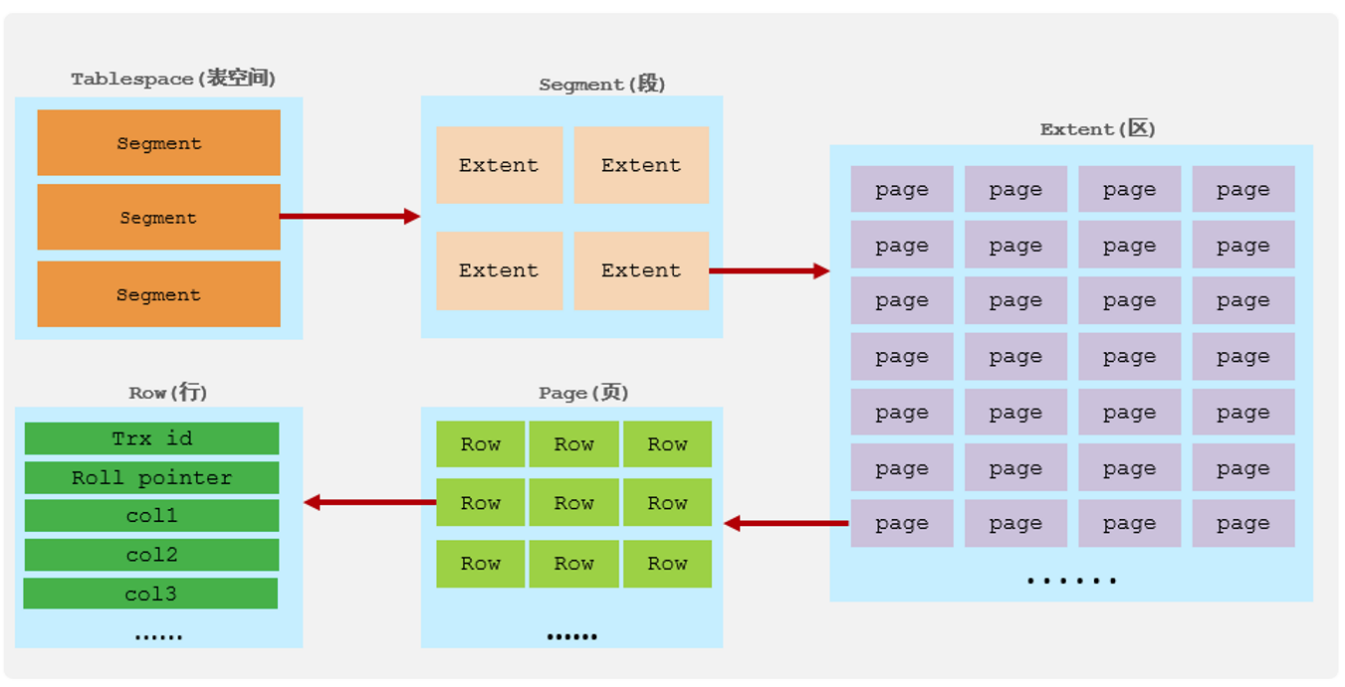 Tablespace(表空间)
Segment
Segment
Segment
Segment(段)
Extent Extent
Extent Extent
Extent(区)
page page page page
page page page page
page page page page
page page page page
page page page page
page page page page
page page page page
......
Row(行)
Trx id
Roll pointer
col1
col2
col3
......
Page(页)
Row Row Row
Row Row Row
Row Row Row
......